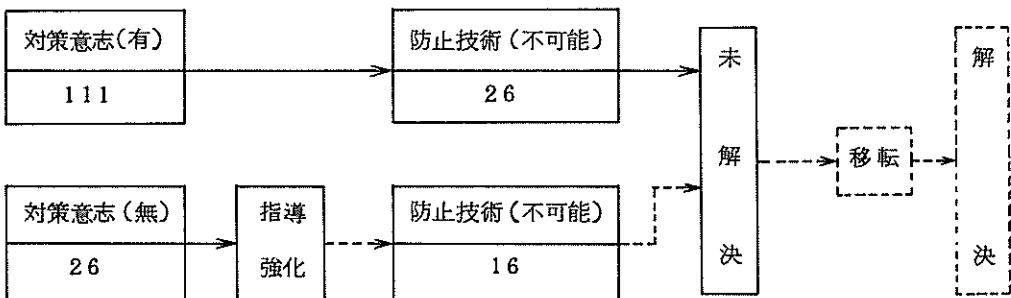 対策意志(有)
111
防止技術(不可能)
26
未解決
移転
解決
対策意志(無)
26
指導
強化
防止技術(不可能)
16